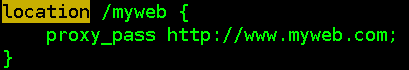 location /myweb {
    proxy_pass http://www.myweb.com;
}